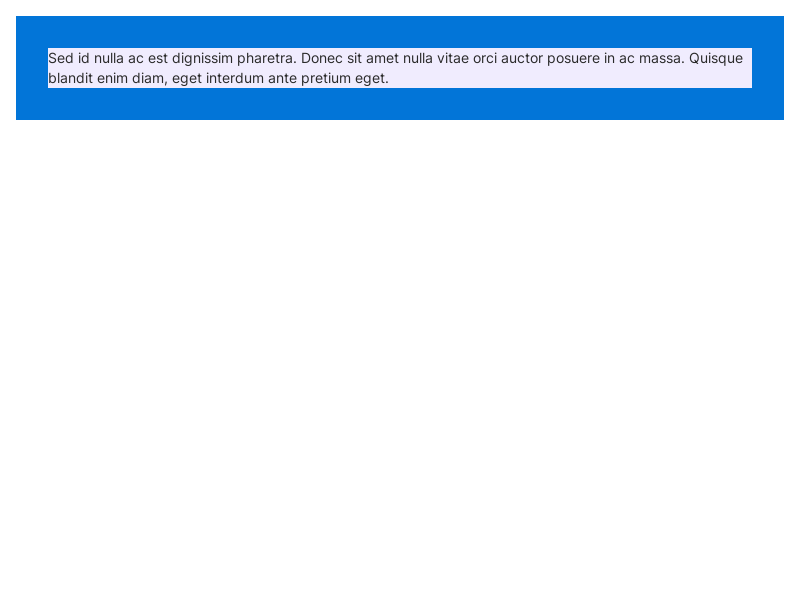 Sed id nulla ac est dignissim pharetra. Donec sit amet nulla vitae orci auctor posuere in ac massa. Quisque
blandit enim diam, eget interdum ante pretium eget.